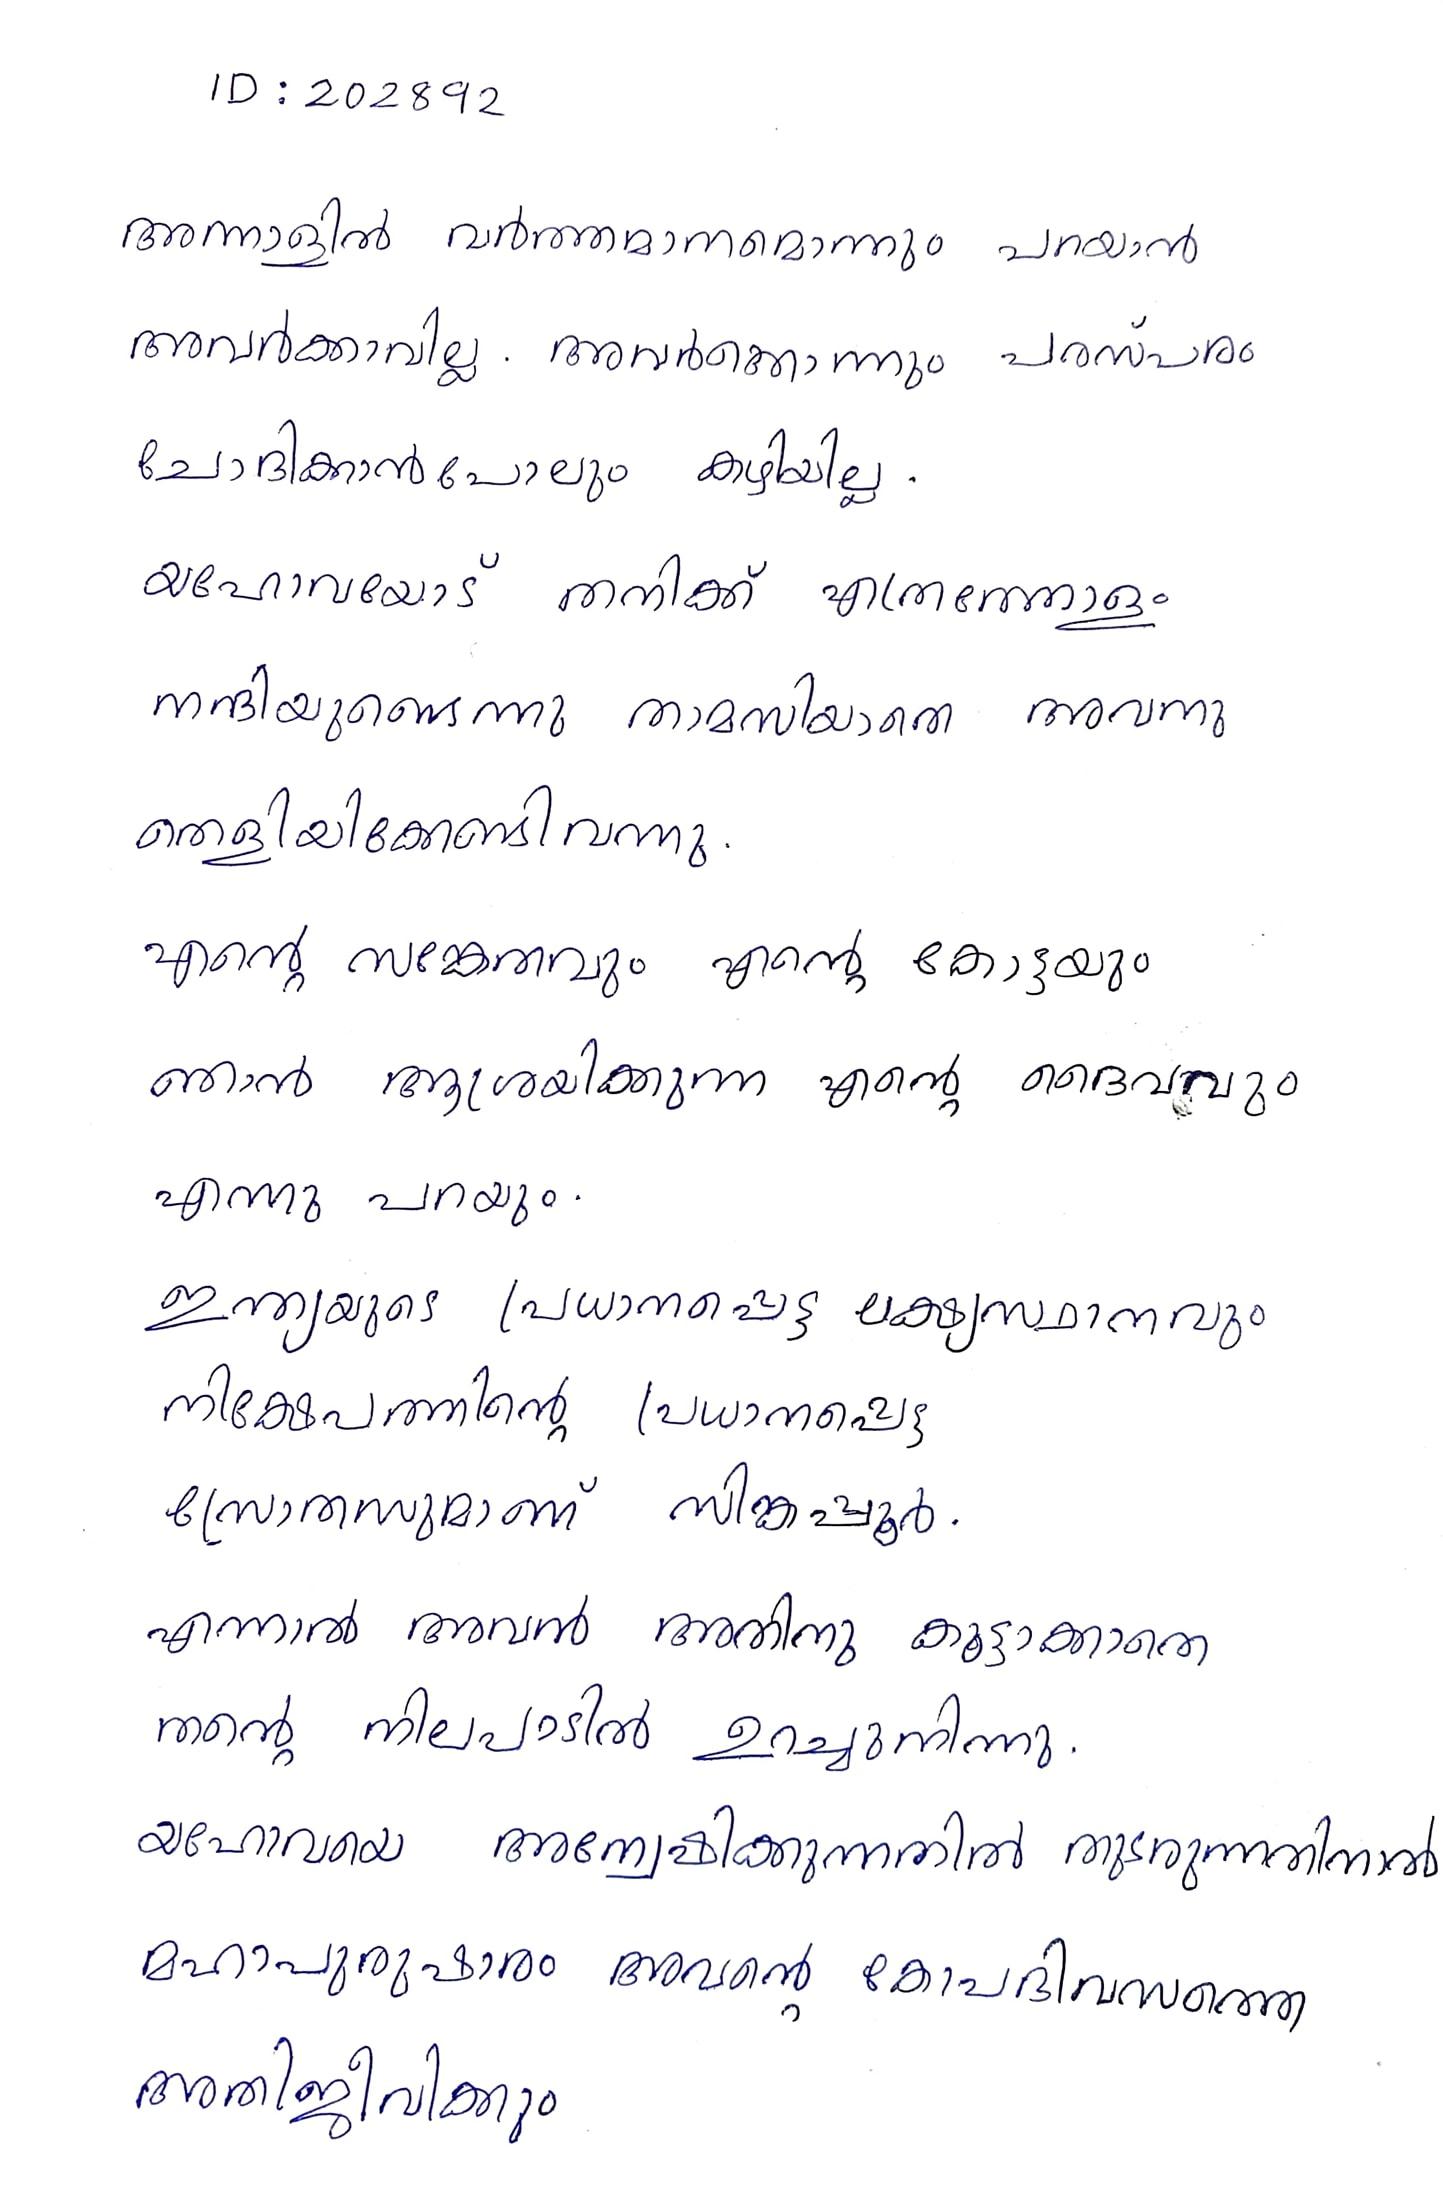 ID : 202892
അന്നാളിൽ വർത്തമാനമൊന്നും പറയാൻ
അവർക്കാവില്ല . അവർക്കൊന്നും പരസ്പരം
ചോദിക്കാൻപോലും കഴിയില്ല .
യഹോവയോട് തനിക്ക് എത്രത്തോളം
നന്ദിയുണ്ടെന്നു താമസിയാതെ അവനു
തെളിയിക്കേണ്ടിവന്നു .
എന്റെ സങ്കേതവും എന്റെ കോട്ടയും
ഞാൻ ആശ്രയിക്കുന്ന എന്റെ ദൈവവും
എന്നു പറയും .
ഇന്ത്യയുടെ പ്രധാനപ്പെട്ട ലക്ഷ്യസ്ഥാനവും
നിക്ഷേപത്തിന്റെ പ്രധാനപ്പെട്ട
സ്രോതസുമാണ് സിങ്കപ്പൂർ .
എന്നാൽ അവൻ അതിനു കൂട്ടാക്കാതെ
തന്റെ നിലപാടിൽ ഉറച്ചുനിന്നു .
യഹോവയെ അന്വേഷിക്കുന്നതിൽ തുടരുന്നതിനാൽ
മഹാപുരുഷാരം അവന്റെ കോപദിവസത്തെ
അതിജീവിക്കും